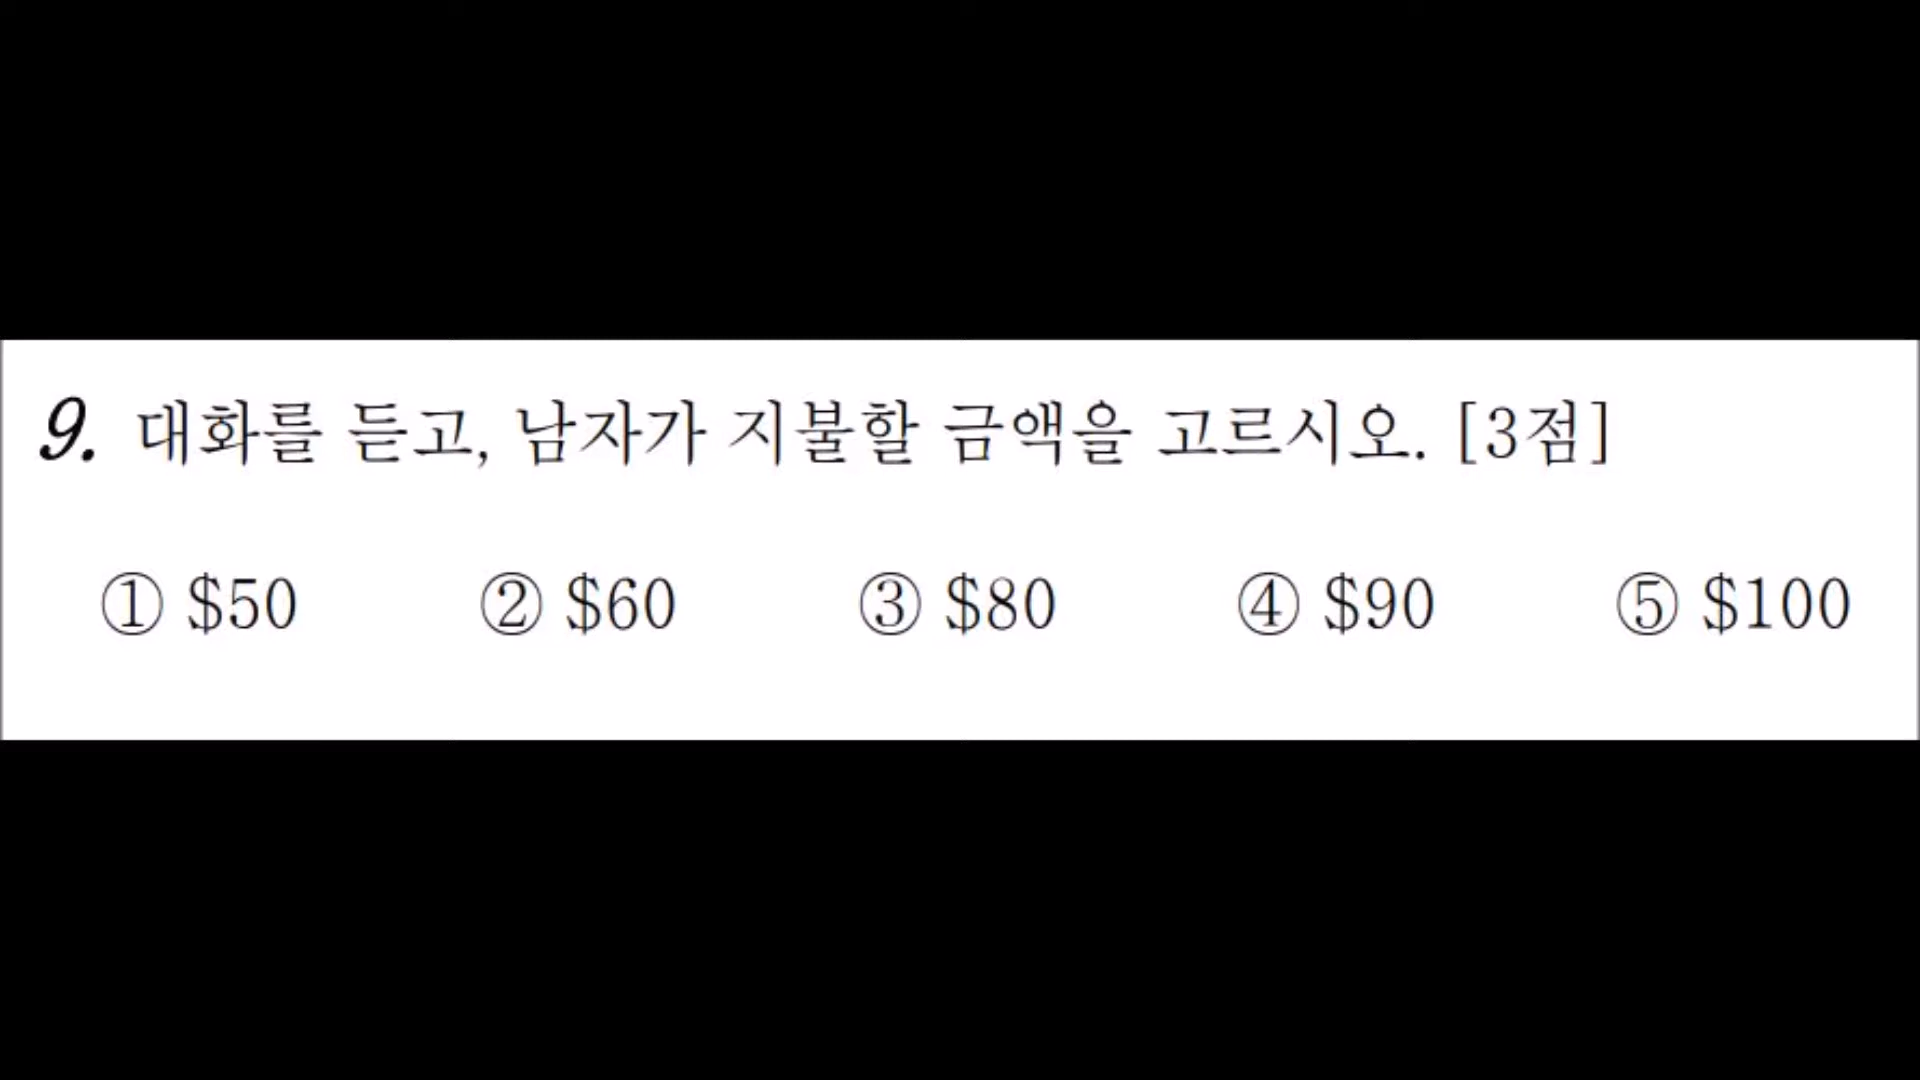 9. 대화를 듣고, 남자가 지불할 금액을 고르시오. [3점]
① $50 ② $60 ③ $80 ④ $90 ⑤ $100